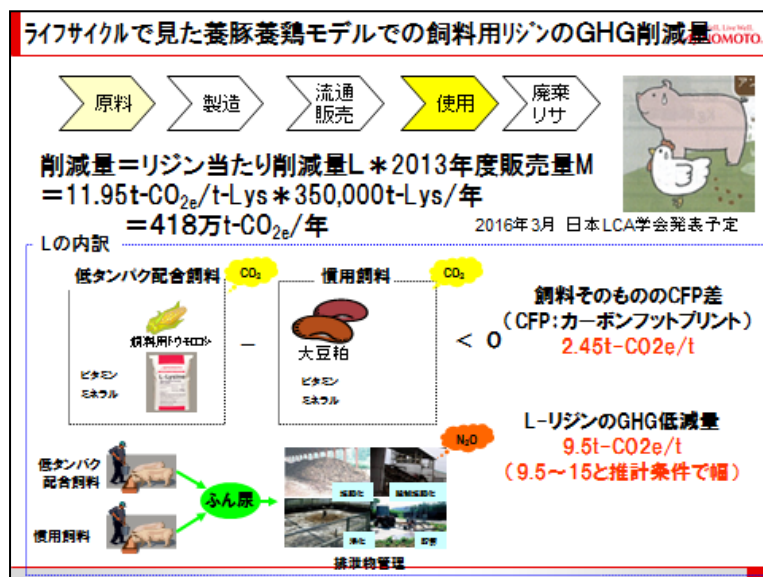 ライフサイクルで見た養豚養鶏モデルでの飼料用リジンのGHG削減量
原料
製造
流通
販売
使用
廃棄
リサ
削減量=リジン当たり削減量L*2013年度販売量M
=11.95t-CO2e/t-Lys*350,000t-Lys/年
=418万t-CO2e/年
2016年3月 日本LCA学会発表予定
Lの内訳
低タンパク配合飼料
CO2
慣用飼料
CO2
飼料用トウモロコシ
ビタミン
ミネラル
L-Lysine
－
大豆粕
ビタミン
ミネラル
< 0
飼料そのもののCFP差
(CFP:カーボンフットプリント)
2.45t-CO2e/t
低タンパク
配合飼料
慣用飼料
ふん尿
N2O
浄化
貯留
排泄物管理
L-リジンのGHG低減量
9.5t-CO2e/t
(9.5～15と推計条件で幅)